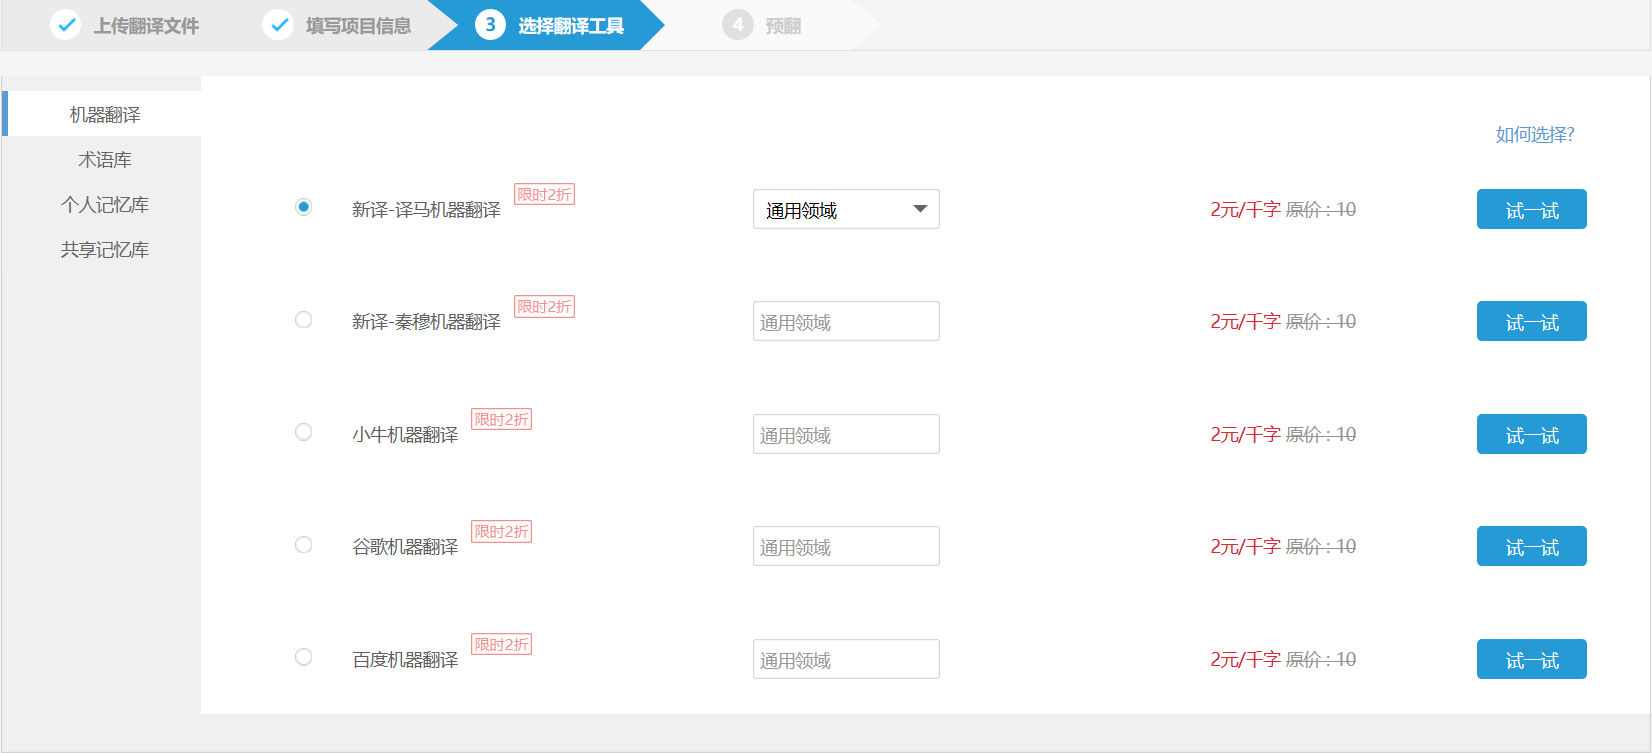 上传翻译文件 填写项目信息 3 选择翻译工具 4 预翻
机器翻译
术语库
个人记忆库
共享记忆库
如何选择?
新译-译马机器翻译 限时2折 通用领域 2元/千字 原价 : 10 试一试
新译-秦穆机器翻译 限时2折 通用领域 2元/千字 原价 : 10 试一试
小牛机器翻译 限时2折 通用领域 2元/千字 原价 : 10 试一试
谷歌机器翻译 限时2折 通用领域 2元/千字 原价 : 10 试一试
百度机器翻译 限时2折 通用领域 2元/千字 原价 : 10 试一试